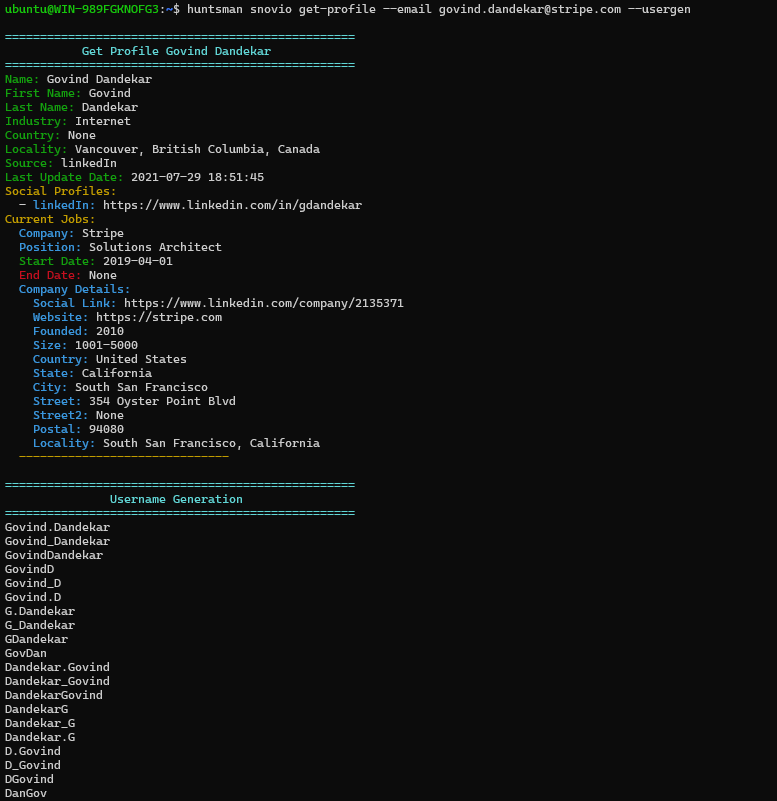 ubuntu@WIN-989FGKNOFG3:~$ huntsman snovio get-profile --email govind.dandekar@stripe.com --usergen
==================================================
Get Profile Govind Dandekar
==================================================
Name: Govind Dandekar
First Name: Govind
Last Name: Dandekar
Industry: Internet
Country: None
Locality: Vancouver, British Columbia, Canada
Source: linkedIn
Last Update Date: 2021-07-29 18:51:45
Social Profiles:
- linkedIn: https://www.linkedin.com/in/gdandekar
Current Jobs:
Company: Stripe
Position: Solutions Architect
Start Date: 2019-04-01
End Date: None
Company Details:
Social Link: https://www.linkedin.com/company/2135371
Website: https://stripe.com
Founded: 2010
Size: 1001-5000
Country: United States
State: California
City: South San Francisco
Street: 354 Oyster Point Blvd
Street2: None
Postal: 94080
Locality: South San Francisco, California
------------------------------
==================================================
Username Generation
==================================================
Govind.Dandekar
Govind_Dandekar
GovindDandekar
GovindD
Govind_D
Govind.D
G.Dandekar
G_Dandekar
GDandekar
GovDan
Dandekar.Govind
Dandekar_Govind
DandekarGovind
DandekarG
Dandekar_G
Dandekar.G
D.Govind
D_Govind
DGovind
DanGov